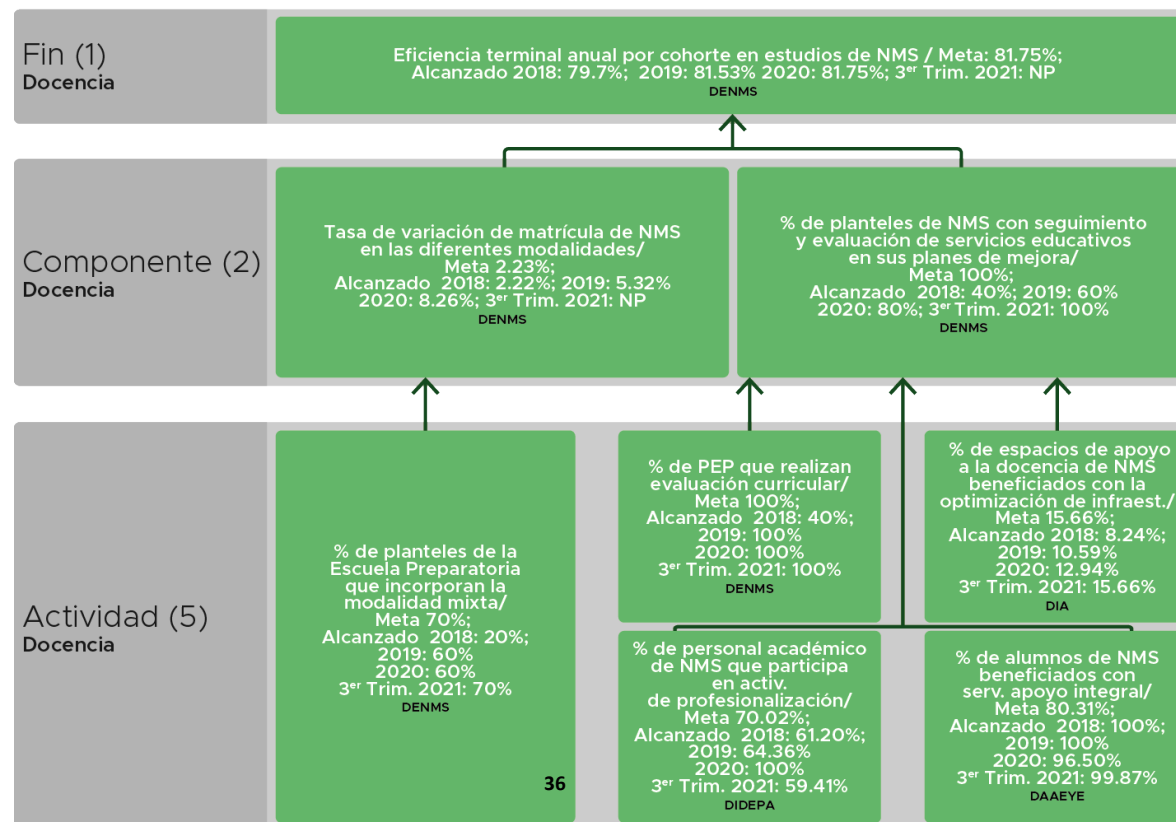 Fin (1)
Docencia
Eficiencia terminal anual por cohorte en estudios de NMS / Meta: 81.75%;
Alcanzado 2018: 79.7%; 2019: 81.53% 2020: 81.75%; 3er Trim. 2021: NP
DENMS
Componente (2)
Docencia
Tasa de variación de matrícula de NMS
en las diferentes modalidades/
Meta 2.23%;
Alcanzado 2018: 2.22%; 2019: 5.32%
2020: 8.26%; 3er Trim. 2021: NP
DENMS
% de planteles de NMS con seguimiento
y evaluación de servicios educativos
en sus planes de mejora/
Meta 100%;
Alcanzado 2018: 40%; 2019: 60%
2020: 80%; 3er Trim. 2021: 100%
DENMS
Actividad (5)
Docencia
% de planteles de la
Escuela Preparatoria
que incorporan la
modalidad mixta/
Meta 70%;
Alcanzado 2018: 20%;
2019: 60%
2020: 60%
3er Trim. 2021: 70%
DENMS
36
% de PEP que realizan
evaluación curricular/
Meta 100%;
Alcanzado 2018: 40%;
2019: 100%
2020: 100%
3er Trim. 2021: 100%
DENMS
% de espacios de apoyo
a la docencia de NMS
beneficiados con la
optimización de infraest./
Meta 15.66%;
Alcanzado 2018: 8.24%;
2019: 10.59%
2020: 12.94%
3er Trim. 2021: 15.66%
DIA
% de personal académico
de NMS que participa
en activ.
de profesionalización/
Meta 70.02%;
Alcanzado 2018: 61.20%;
2019: 64.36%
2020: 100%
3er Trim. 2021: 59.41%
DIDEPA
% de alumnos de NMS
beneficiados con
serv. apoyo integral/
Meta 80.31%;
Alcanzado 2018: 100%;
2019: 100%
2020: 96.50%
3er Trim. 2021: 99.87%
DAAEYE